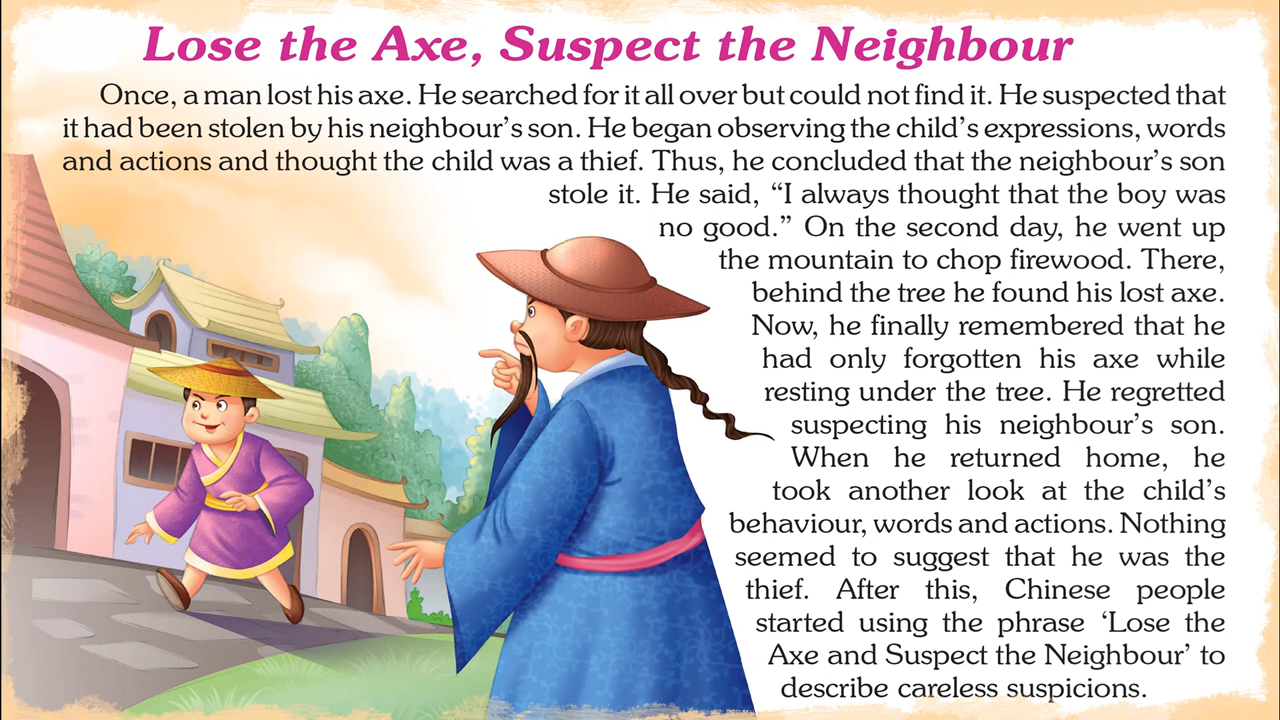 Lose the Axe, Suspect the Neighbour
Once, a man lost his axe. He searched for it all over but could not find it. He suspected that
it had been stolen by his neighbour’s son. He began observing the child’s expressions, words
and actions and thought the child was a thief. Thus, he concluded that the neighbour’s son
stole it. He said, “I always thought that the boy was
no good.” On the second day, he went up
the mountain to chop firewood. There,
behind the tree he found his lost axe.
Now, he finally remembered that he
had only forgotten his axe while
resting under the tree. He regretted
suspecting his neighbour’s son.
When he returned home, he
took another look at the child’s
behaviour, words and actions. Nothing
seemed to suggest that he was the
thief. After this, Chinese people
started using the phrase ‘Lose the
Axe and Suspect the Neighbour’ to
describe careless suspicions.